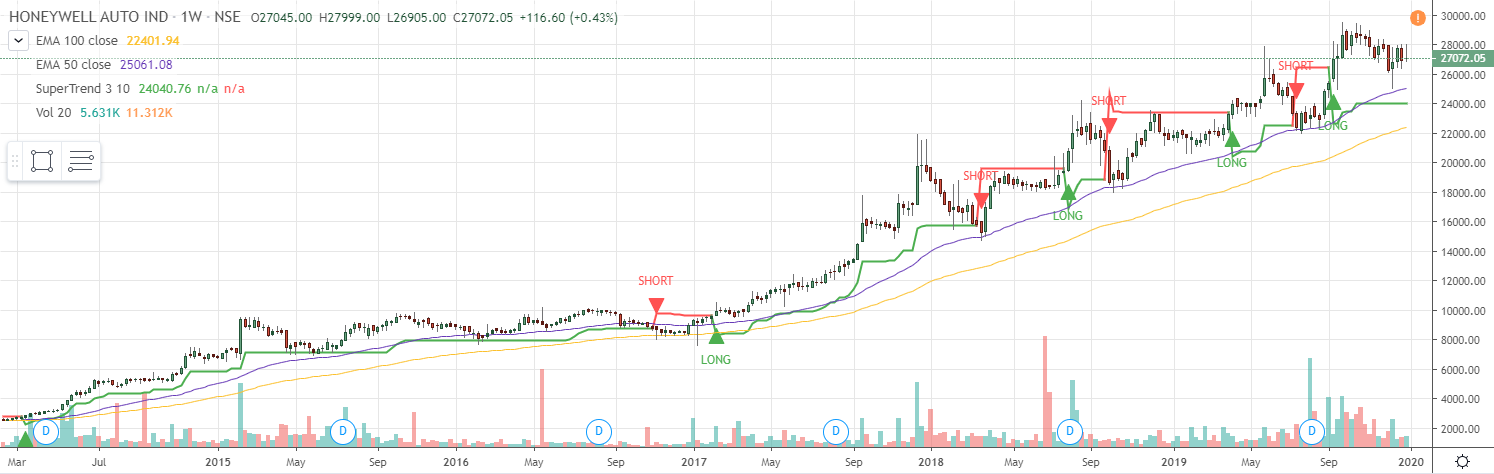 HONEYWELL AUTO IND · 1W · NSE O27045.00 H27999.00 L26905.00 C27072.05 +116.60 (+0.43%)
EMA 100 close 22401.94
EMA 50 close 25061.08
SuperTrend 3 10 24040.76 n/a n/a
Vol 20 5.631K 11.312K
!
30000.00
28000.00
27072.05
26000.00
24000.00
22000.00
20000.00
18000.00
16000.00
14000.00
12000.00
10000.00
8000.00
6000.00
4000.00
2000.00
SHORT
LONG
SHORT
LONG
SHORT
LONG
SHORT
LONG
D D D D D D
Mar Jul 2015 May Sep 2016 May Sep 2017 May Sep 2018 May Sep 2019 May Sep 2020